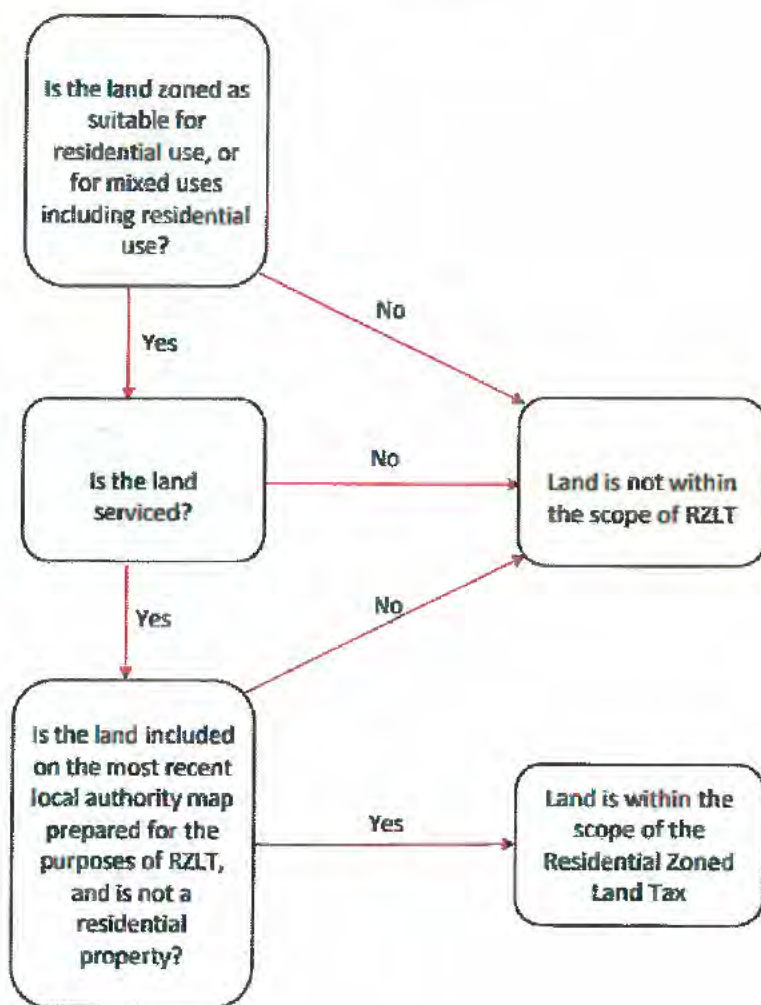 Is the land zoned as
suitable for
residential use, or
for mixed uses
including residential
use?
No
Yes
Is the land
serviced?
No
Land is not within
the scope of RZLT
Yes
No
Is the land included
on the most recent
local authority map
prepared for the
purposes of RZLT,
and is not a
residential
property?
Yes
Land is within the
scope of the
Residential Zoned
Land Tax